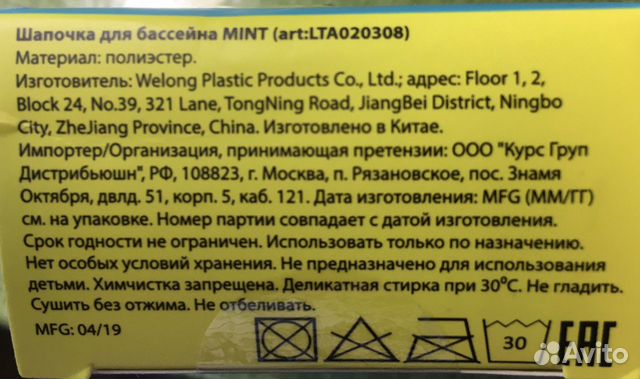 Шапочка для бассейна MINT (art:LTA020308)
Материал: полиэстер.
Изготовитель: Welong Plastic Products Co., Ltd.; адрес: Floor 1, 2,
Block 24, No.39, 321 Lane, TongNing Road, JiangBei District, Ningbo
City, ZheJiang Province, China. Изготовлено в Китае.
Импортер/Организация, принимающая претензии: ООО "Курс Груп
Дистрибьюшн", РФ, 108823, г. Москва, п. Рязановское, пос. Знамя
Октября, двлд. 51, корп. 5, каб. 121. Дата изготовления: MFG (ММ/ГГ)
см. на упаковке. Номер партии совпадает с датой изготовления.
Срок годности не ограничен. Использовать только по назначению.
Нет особых условий хранения. Не предназначено для использования
детьми. Химчистка запрещена. Деликатная стирка при 30⁰С. Не гладить.
Сушить без отжима. Не отбеливать.
MFG: 04/19
30
EAC
Avito